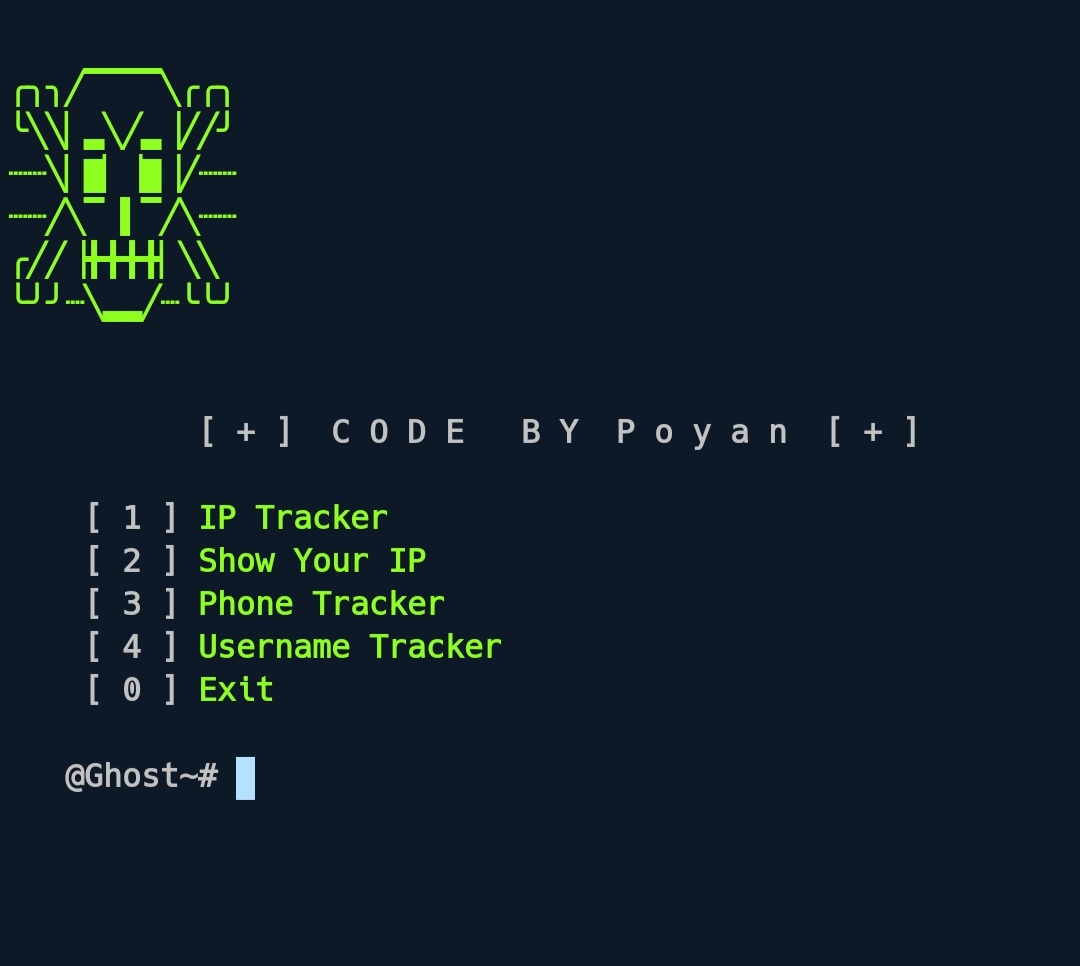 [ + ] C O D E  B Y  P o y a n [ + ]
[ 1 ] IP Tracker
[ 2 ] Show Your IP
[ 3 ] Phone Tracker
[ 4 ] Username Tracker
[ 0 ] Exit
@Ghost~#